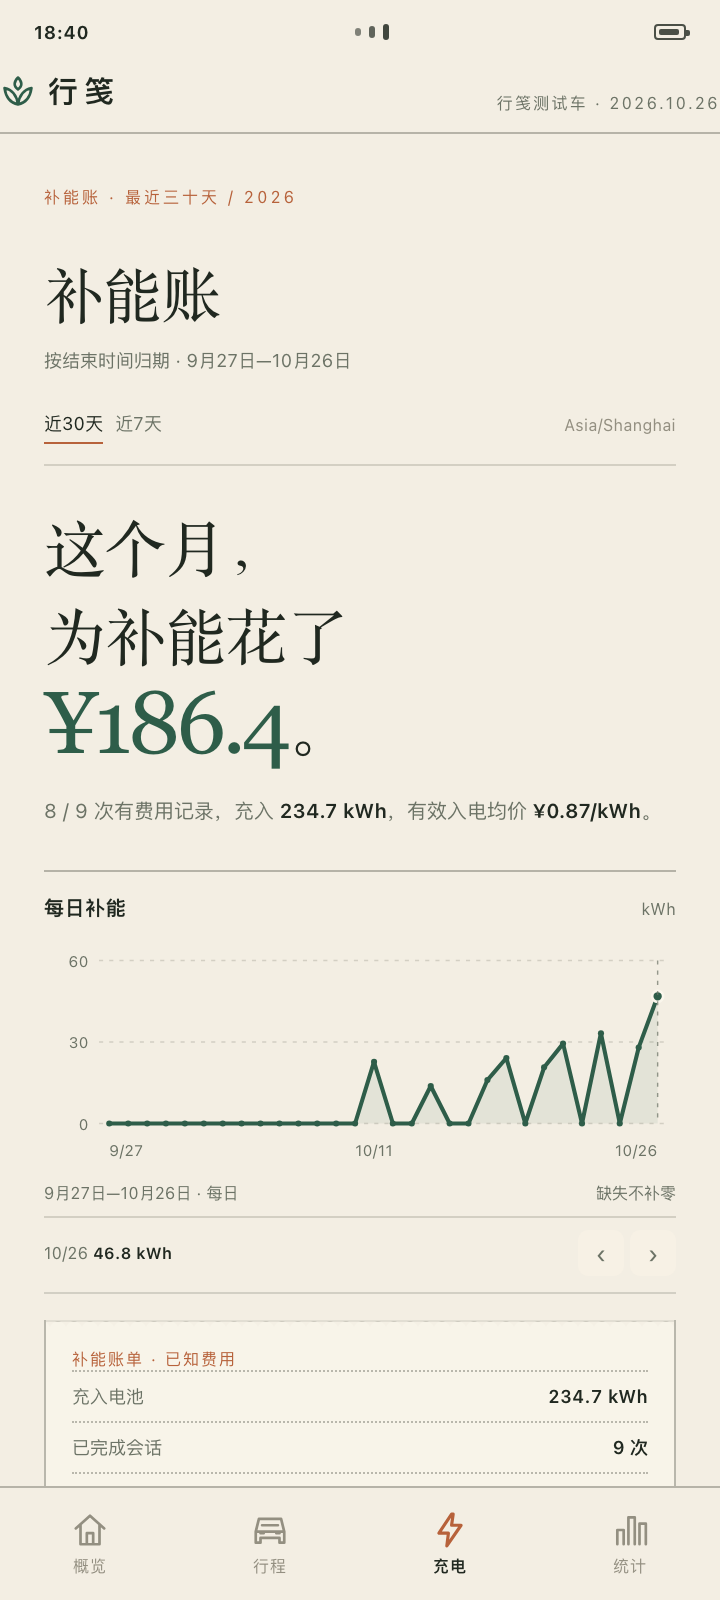 18:40
行笺
行笺测试车 · 2026.10.26
补能账 · 最近三十天 / 2026
补能账
按结束时间归期 · 9月27日—10月26日
近30天 近7天
Asia/Shanghai
这个月，
为补能花了
¥186.4。
8 / 9 次有费用记录，充入 234.7 kWh，有效入电均价 ¥0.87/kWh。
每日补能
kWh
60
30
0
9/27 10/11 10/26
9月27日—10月26日 · 每日
缺失不补零
10/26 46.8 kWh
‹ ›
补能账单 · 已知费用
充入电池 234.7 kWh
已完成会话 9 次
概览 行程 充电 统计